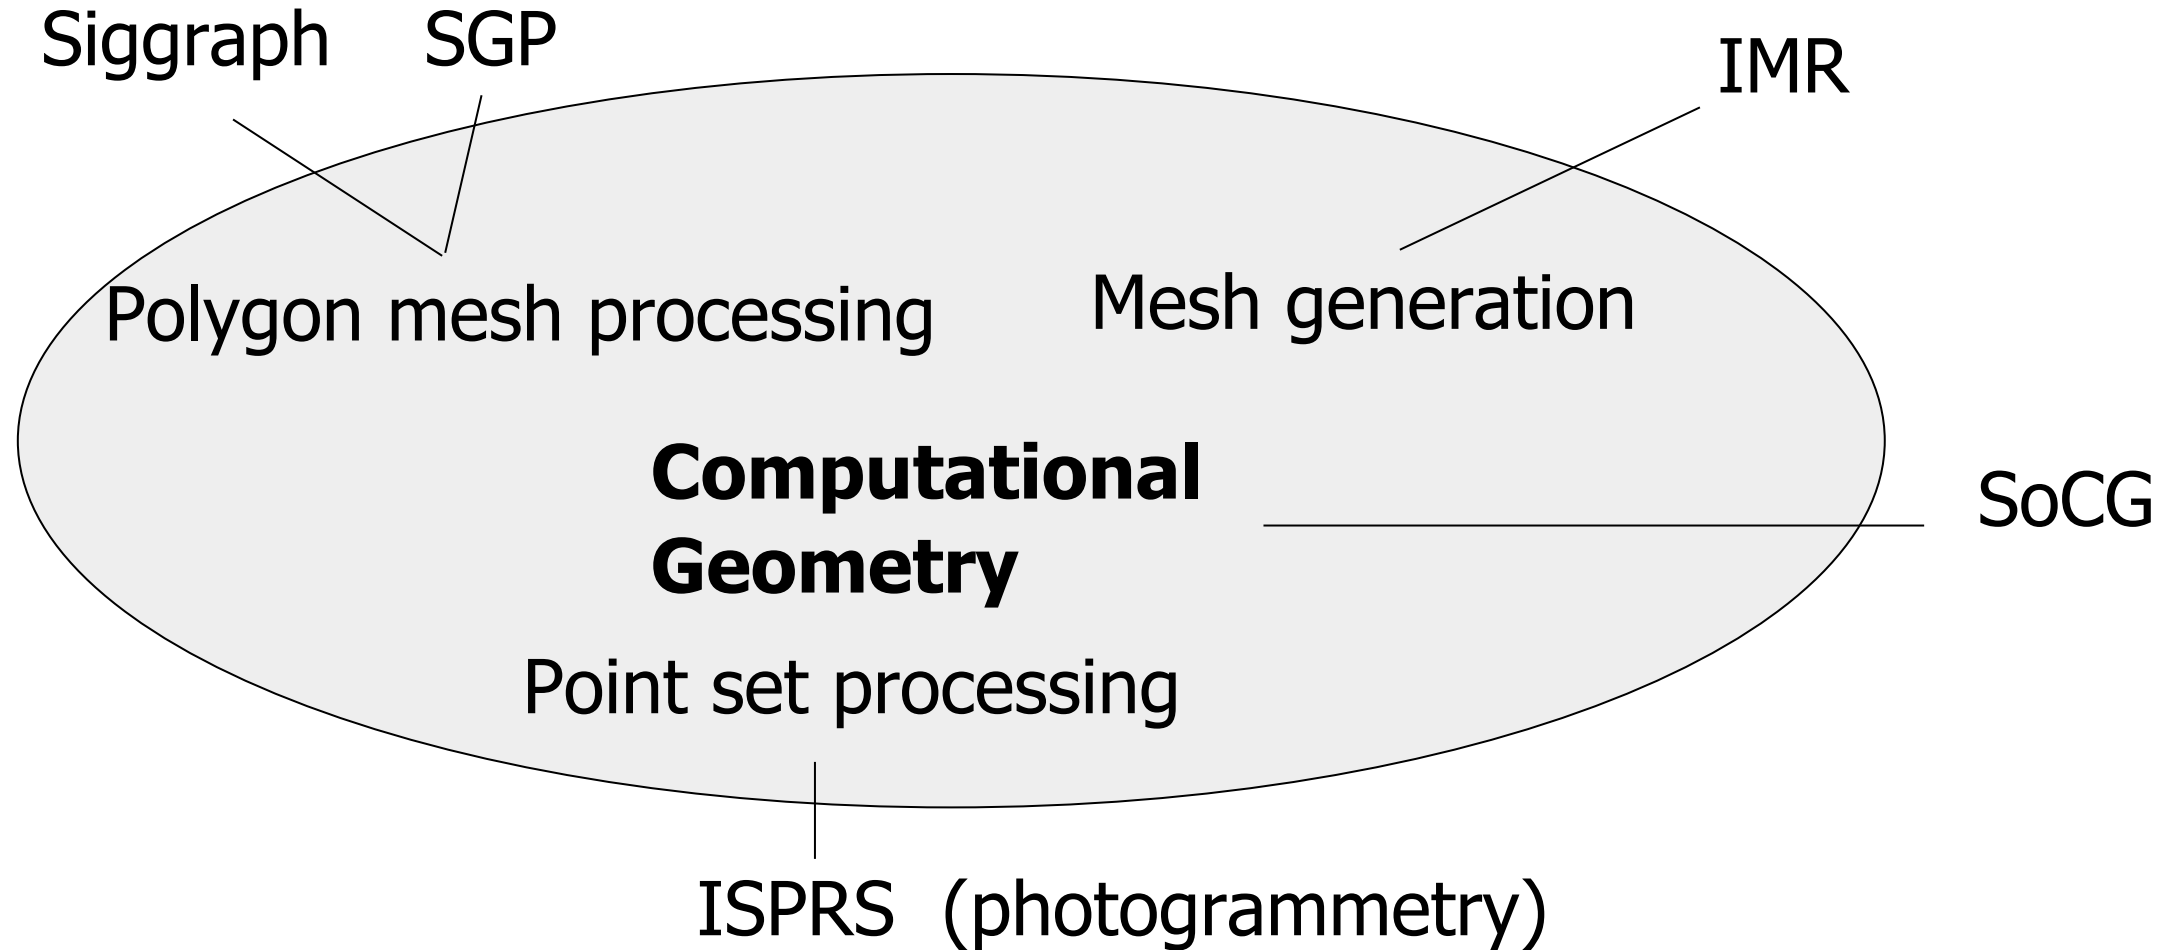 Siggraph SGP
IMR
Polygon mesh processing
Mesh generation
Computational
Geometry
SoCG
Point set processing
ISPRS (photogrammetry)